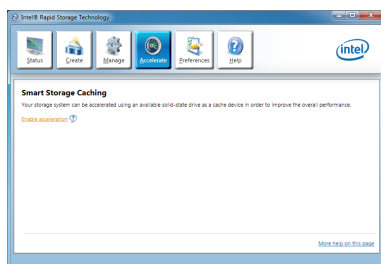 Intel® Rapid Storage Technology
Status Create Manage Accelerate Preferences Help
intel
Smart Storage Caching
Your storage system can be accelerated using an available solid-state drive as a cache device in order to improve the overall performance.
Enable acceleration ?
More help on this page